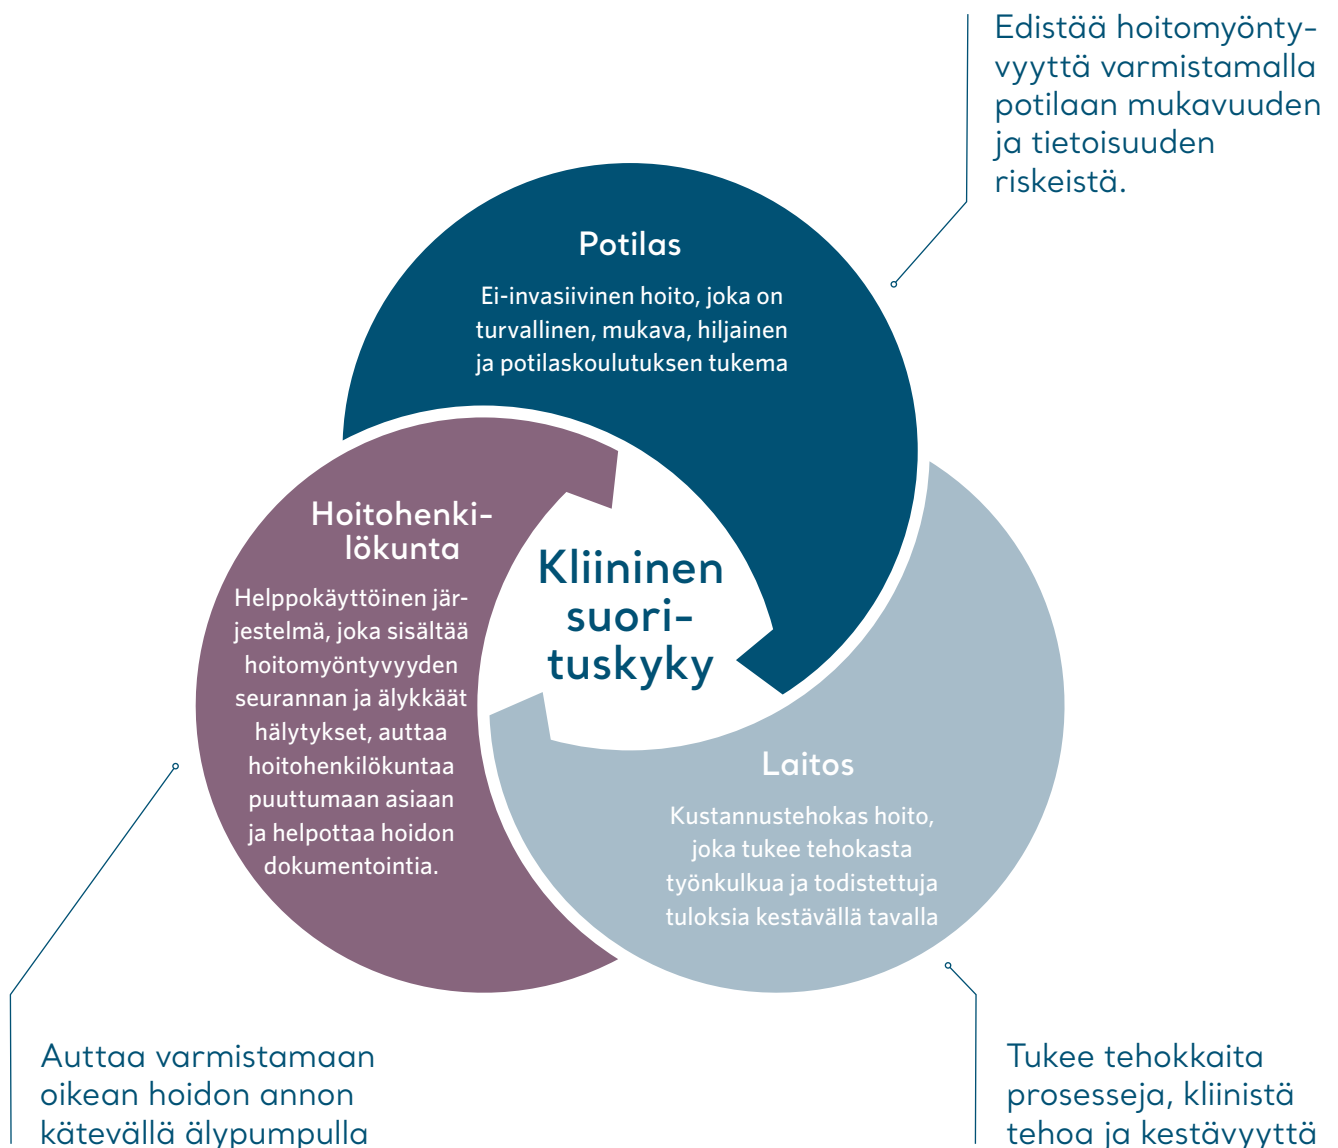 Edistää hoitomyönty-
vyyttä varmistamalla
potilaan mukavuuden
ja tietoisuuden
riskeistä.
Potilas
Ei-invasiivinen hoito, joka on
turvallinen, mukava, hiljainen
ja potilaskoulutuksen tukema
Hoitohenki-
lökunta
Helppokäyttöinen jär-
jestelmä, joka sisältää
hoitomyöntyvyyden
seurannan ja älykkäät
hälytykset, auttaa
hoitohenkilökuntaa
puuttumaan asiaan
ja helpottaa hoidon
dokumentointia.
Kliininen
suori-
tuskyky
Laitos
Kustannustehokas hoito,
joka tukee tehokasta
työnkulkua ja todistettuja
tuloksia kestävällä tavalla
Auttaa varmistamaan
oikean hoidon annon
kätevällä älypumpulla
Tukee tehokkaita
prosesseja, kliinistä
tehoa ja kestävyyttä